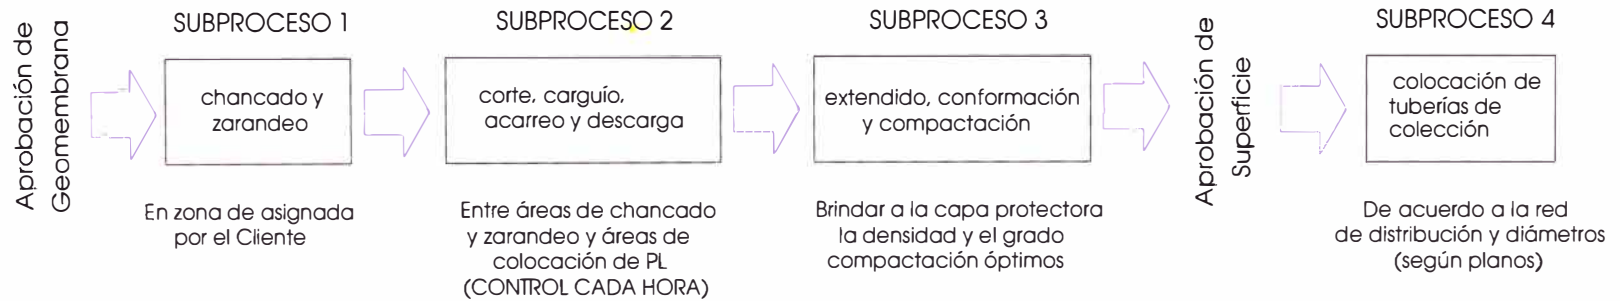 Aprobación de
Geomembrana
SUBPROCESO 1
chancado y
zarandeo
En zona de asignada
por el Cliente
SUBPROCESO 2
corte, carguío,
acarreo y descarga
Entre áreas de chancado
y zarandeo y áreas de
colocación de PL
(CONTROL CADA HORA)
SUBPROCESO 3
extendido, conformación
y compactación
Brindar a la capa protectora
la densidad y el grado
compactación óptimos
Aprobación de
Superficie
SUBPROCESO 4
colocación de
tuberías de
colección
De acuerdo a la red
de distribución y diámetros
(según planos)